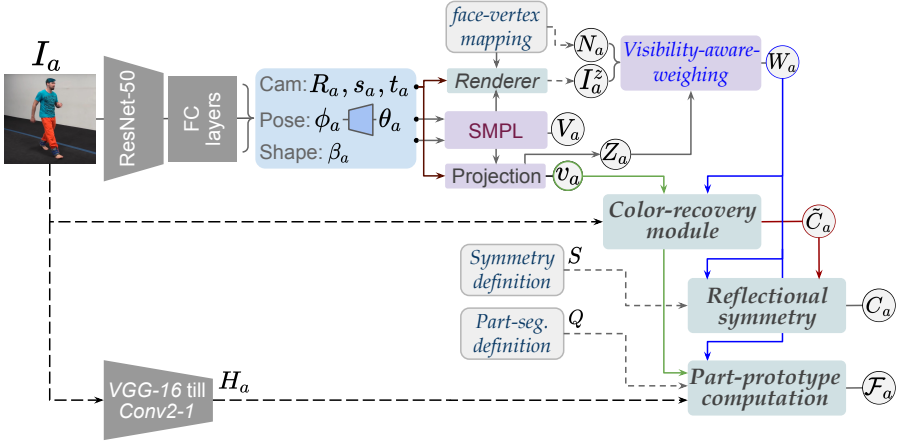 I_a
ResNet-50
FC
layers
Cam: R_a, s_a, t_a
Pose: ϕ_a θ_a
Shape: β_a
face-vertex
mapping
Renderer
SMPL
Projection
N_a
I_a^z
V_a
Z_a
v_a
Visibility-aware-
weighing
W_a
Color-recovery
module
C̃_a
Symmetry
definition
S
Reflectional
symmetry
C_a
Part-seg.
definition
Q
Part-prototype
computation
ℱ_a
VGG-16 till
Conv2-1
H_a